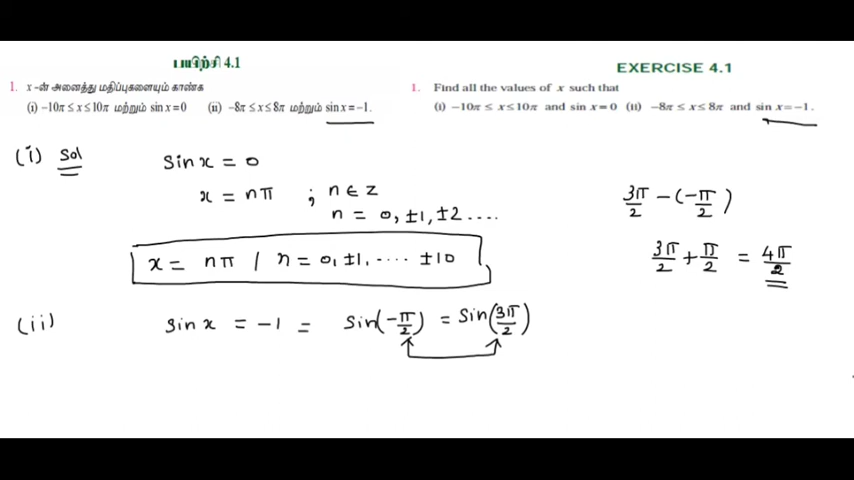 பயிற்சி 4.1
1. x-ன் அனைத்து மதிப்புகளையும் காண்க
(i) −10π ≤ x ≤ 10π மற்றும் sin x = 0 (ii) −8π ≤ x ≤ 8π மற்றும் sin x = −1.
EXERCISE 4.1
1. Find all the values of x such that
(i) −10π ≤ x ≤ 10π and sin x = 0 (ii) −8π ≤ x ≤ 8π and sin x = −1.
(i) Sol sin x = 0
x = nπ ; n ∈ z
n = 0, ±1, ±2 ....
x = nπ / n = 0, ±1, .... ±10
3π/2 − (−π/2)
3π/2 + π/2 = 4π/2
(ii) sin x = −1 = sin(−π/2) = sin(3π/2)